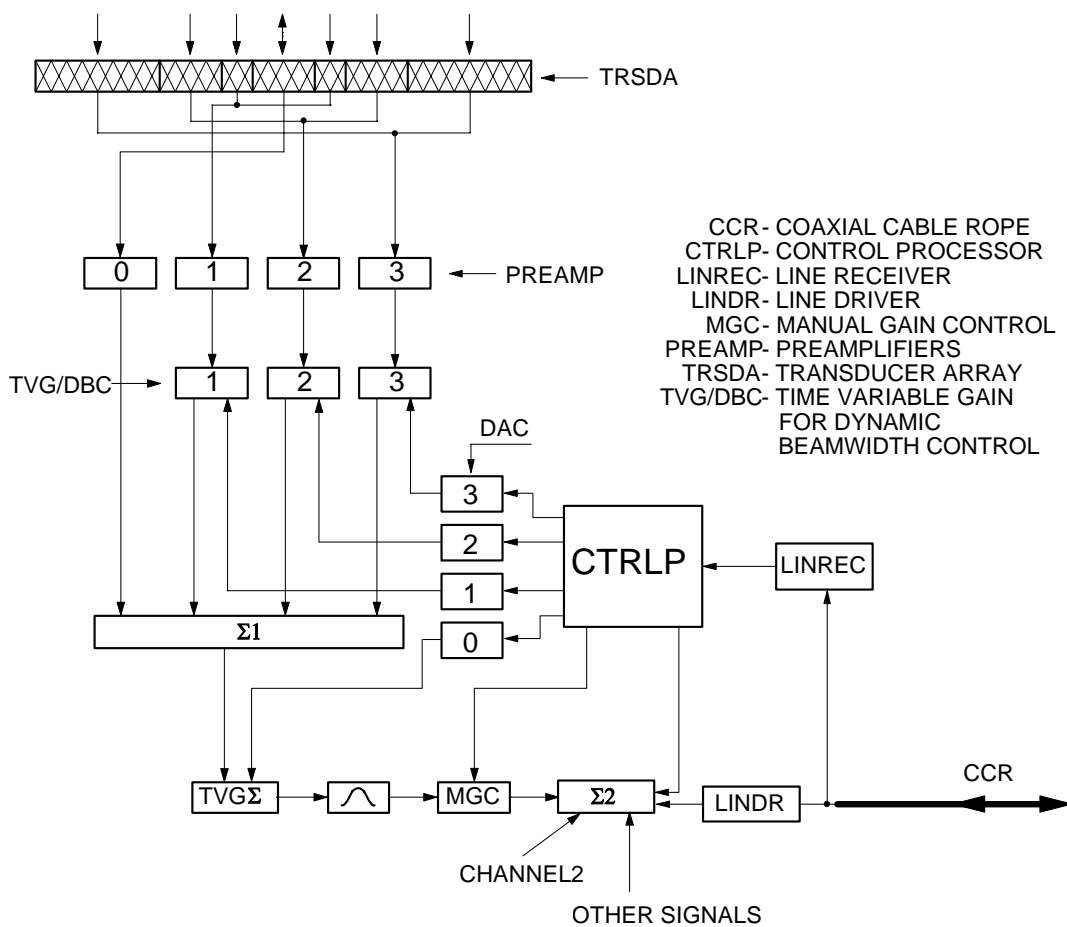 TRSDA
0
1
2
3
PREAMP
CCR - COAXIAL CABLE ROPE
CTRLP - CONTROL PROCESSOR
LINREC - LINE RECEIVER
LINDR - LINE DRIVER
MGC - MANUAL GAIN CONTROL
PREAMP - PREAMPLIFIERS
TRSDA - TRANSDUCER ARRAY
TVG/DBC - TIME VARIABLE GAIN
FOR DYNAMIC
BEAMWIDTH CONTROL
TVG/DBC
1
2
3
DAC
3
2
1
0
CTRLP
LINREC
Σ1
TVGΣ
MGC
Σ2
LINDR
CCR
CHANNEL2
OTHER SIGNALS